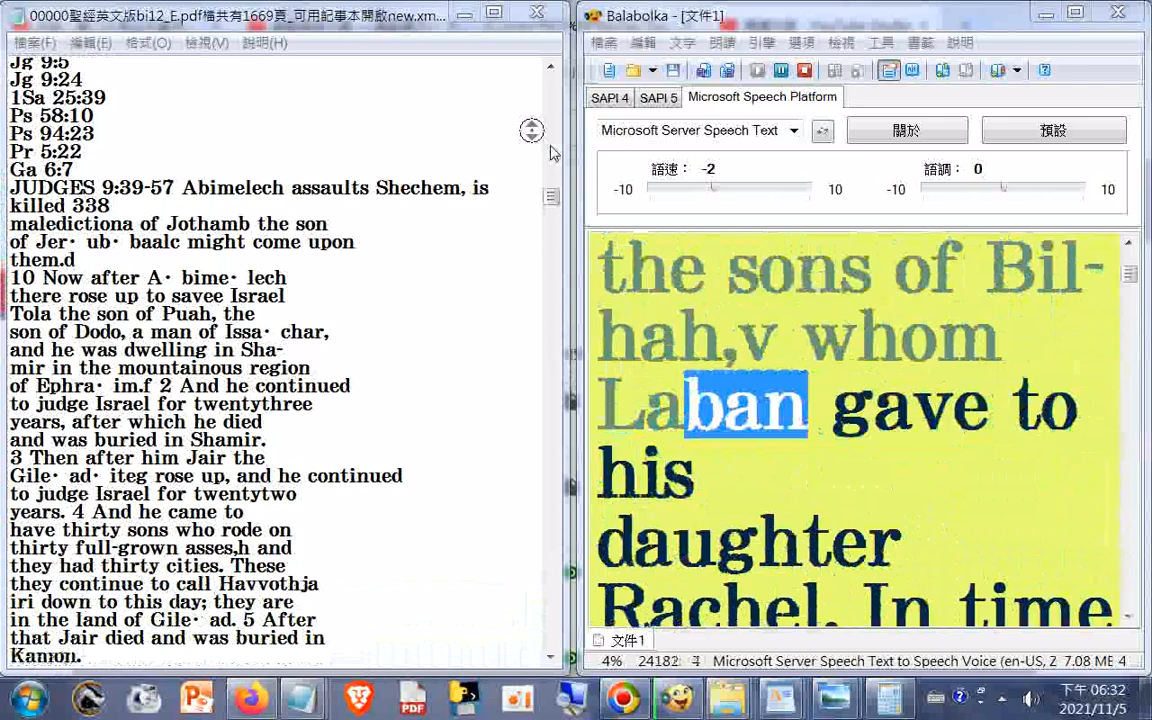 00000聖經英文版bi12_E.pdf檔共有1669頁_可用記事本開啟new.xm...
檔案(F) 編輯(E) 格式(O) 檢視(V) 說明(H)
Jg 9:5
Jg 9:24
1Sa 25:39
Ps 58:10
Ps 94:23
Pr 5:22
Ga 6:7
JUDGES 9:39-57 Abimelech assaults Shechem, is
killed 338
maledictiona of Jothamb the son
of Jer· ub· baalc might come upon
them.d
10 Now after A· bime· lech
there rose up to savee Israel
Tola the son of Puah, the
son of Dodo, a man of Issa· char,
and he was dwelling in Sha-
mir in the mountainous region
of Ephra· im.f 2 And he continued
to judge Israel for twentythree
years, after which he died
and was buried in Shamir.
3 Then after him Jair the
Gile· ad· iteg rose up, and he continued
to judge Israel for twentytwo
years. 4 And he came to
have thirty sons who rode on
thirty full-grown asses,h and
they had thirty cities. These
they continue to call Havvothja
iri down to this day; they are
in the land of Gile· ad. 5 After
that Jair died and was buried in
Kamon.
Balabolka - [文件1]
檔案 編輯 文字 朗讀 引擎 選項 檢視 工具 書籤 說明
SAPI 4 SAPI 5 Microsoft Speech Platform
Microsoft Server Speech Text 關於 預設
語速: -2 語調: 0
-10 10 -10 10
the sons of Bil-
hah,v whom
Laban gave to
his
daughter
Rachel. In time
文件1
4% 24182 Microsoft Server Speech Text to Speech Voice (en-US, Z 7.08 ME 4
PDF
下午 06:32
2021/11/5